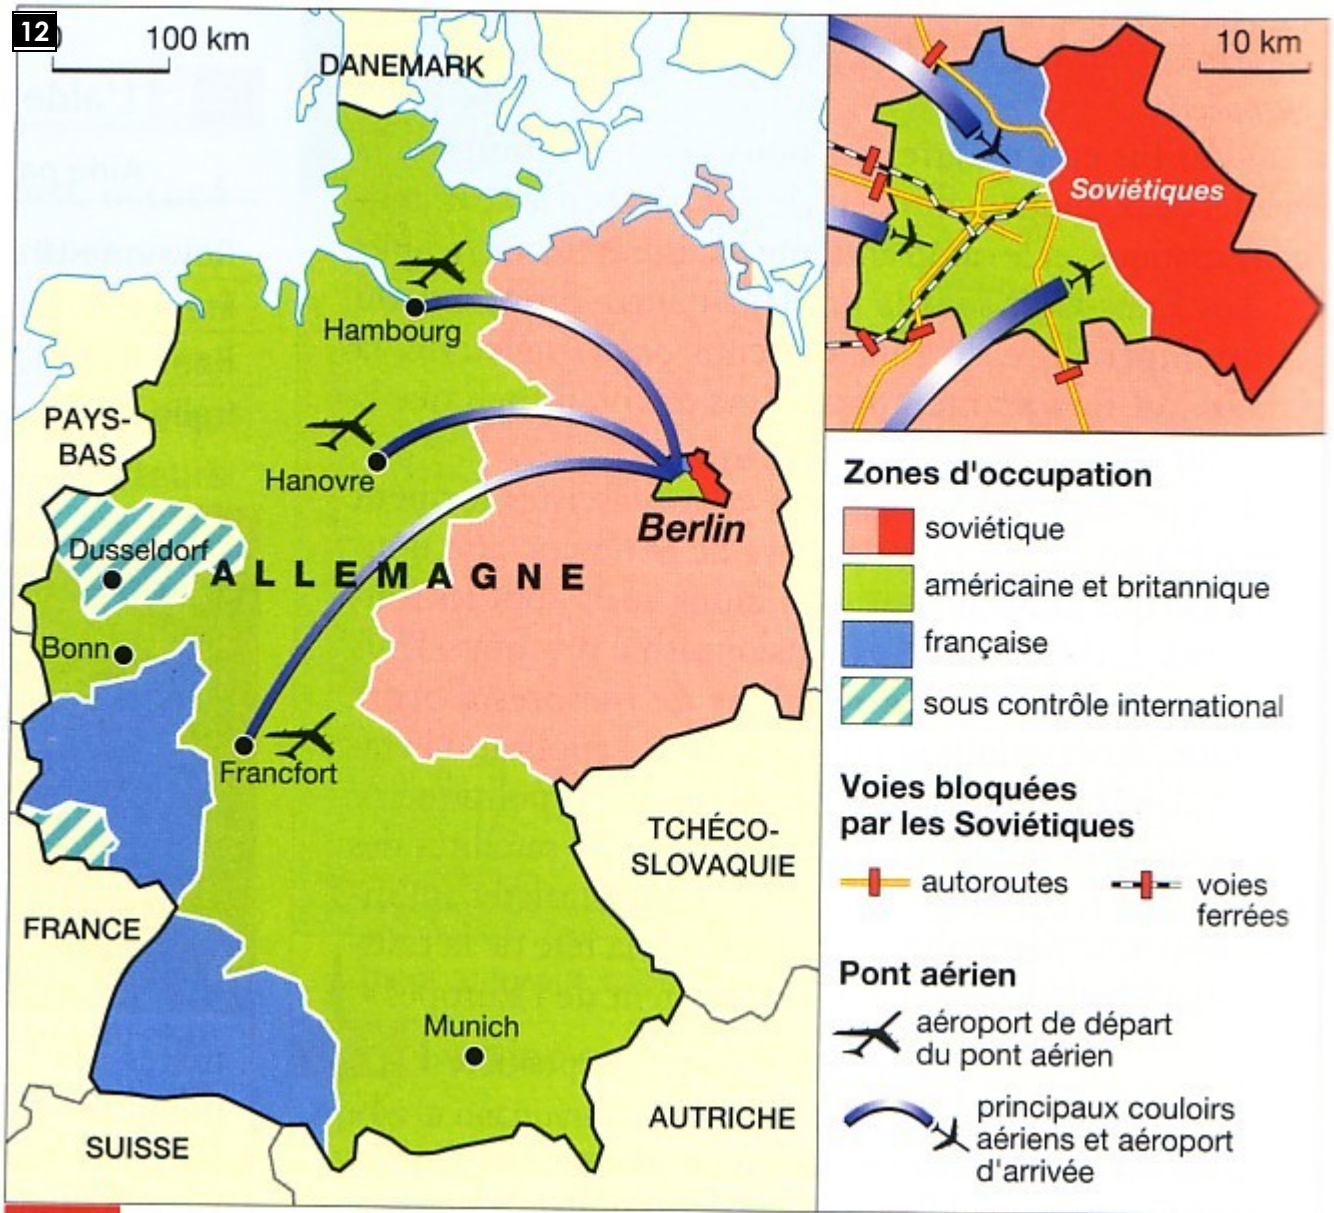 12
0
100 km
DANEMARK
10 km
Soviétiques
Hambourg
PAYS-
BAS
Hanovre
Berlin
Dusseldorf
ALLEMAGNE
Bonn
Francfort
TCHÉCO-
SLOVAQUIE
FRANCE
Munich
AUTRICHE
SUISSE
Zones d'occupation
soviétique
américaine et britannique
française
sous contrôle international
Voies bloquées
par les Soviétiques
autoroutes
voies
ferrées
Pont aérien
aéroport de départ
du pont aérien
principaux couloirs
aériens et aéroport
d'arrivée